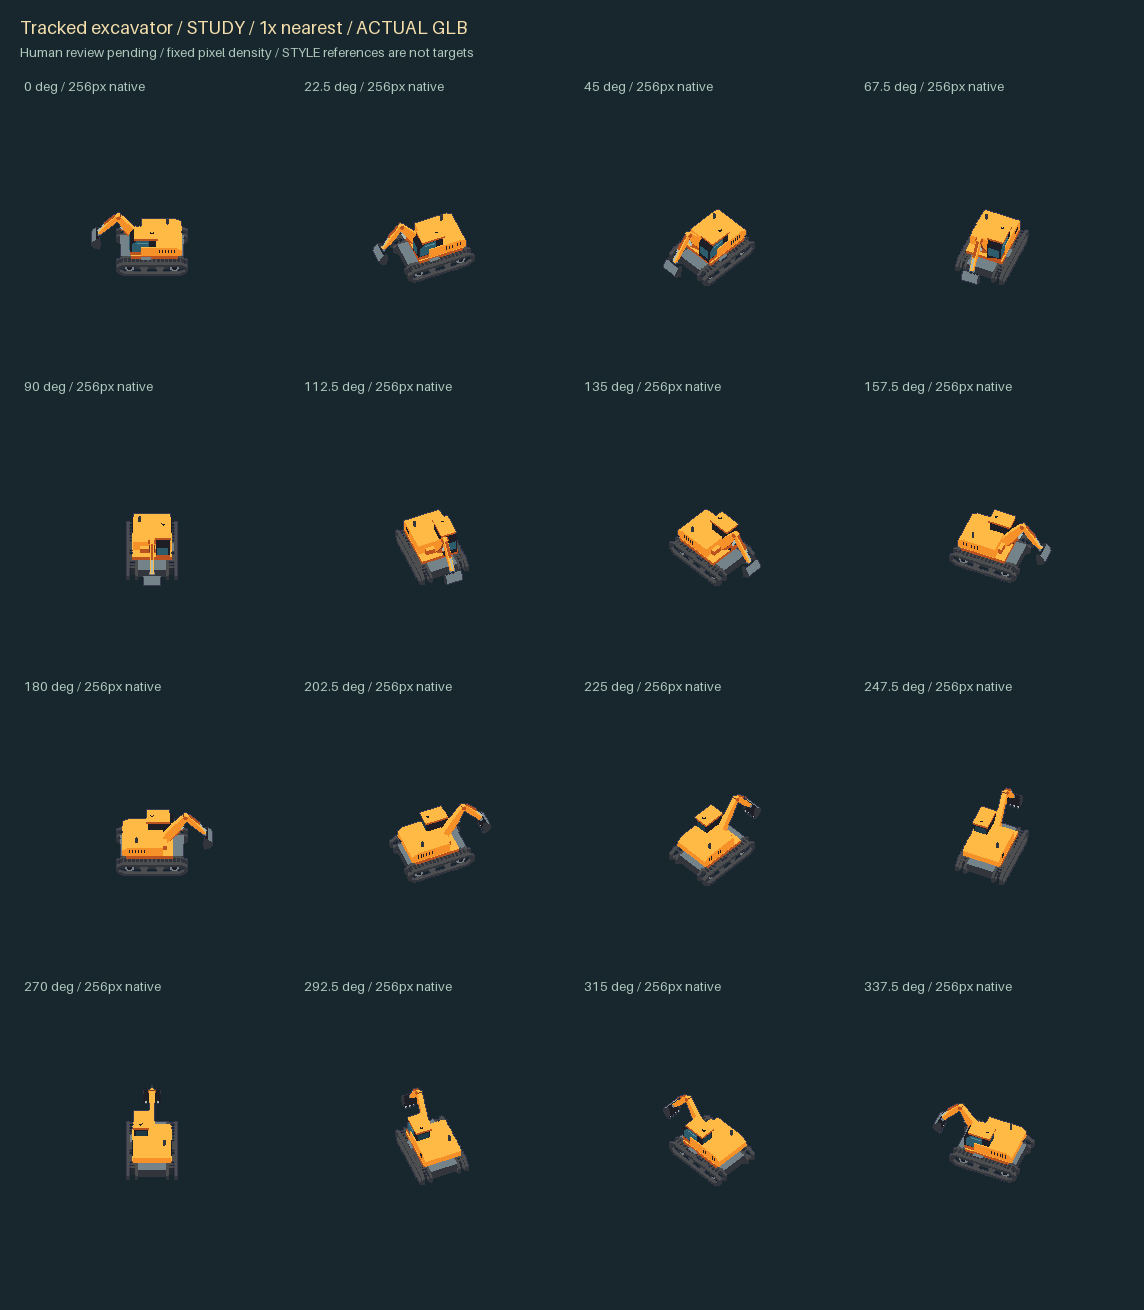 Tracked excavator / STUDY / 1x nearest / ACTUAL GLB
Human review pending / fixed pixel density / STYLE references are not targets
0 deg / 256px native
22.5 deg / 256px native
45 deg / 256px native
67.5 deg / 256px native
90 deg / 256px native
112.5 deg / 256px native
135 deg / 256px native
157.5 deg / 256px native
180 deg / 256px native
202.5 deg / 256px native
225 deg / 256px native
247.5 deg / 256px native
270 deg / 256px native
292.5 deg / 256px native
315 deg / 256px native
337.5 deg / 256px native